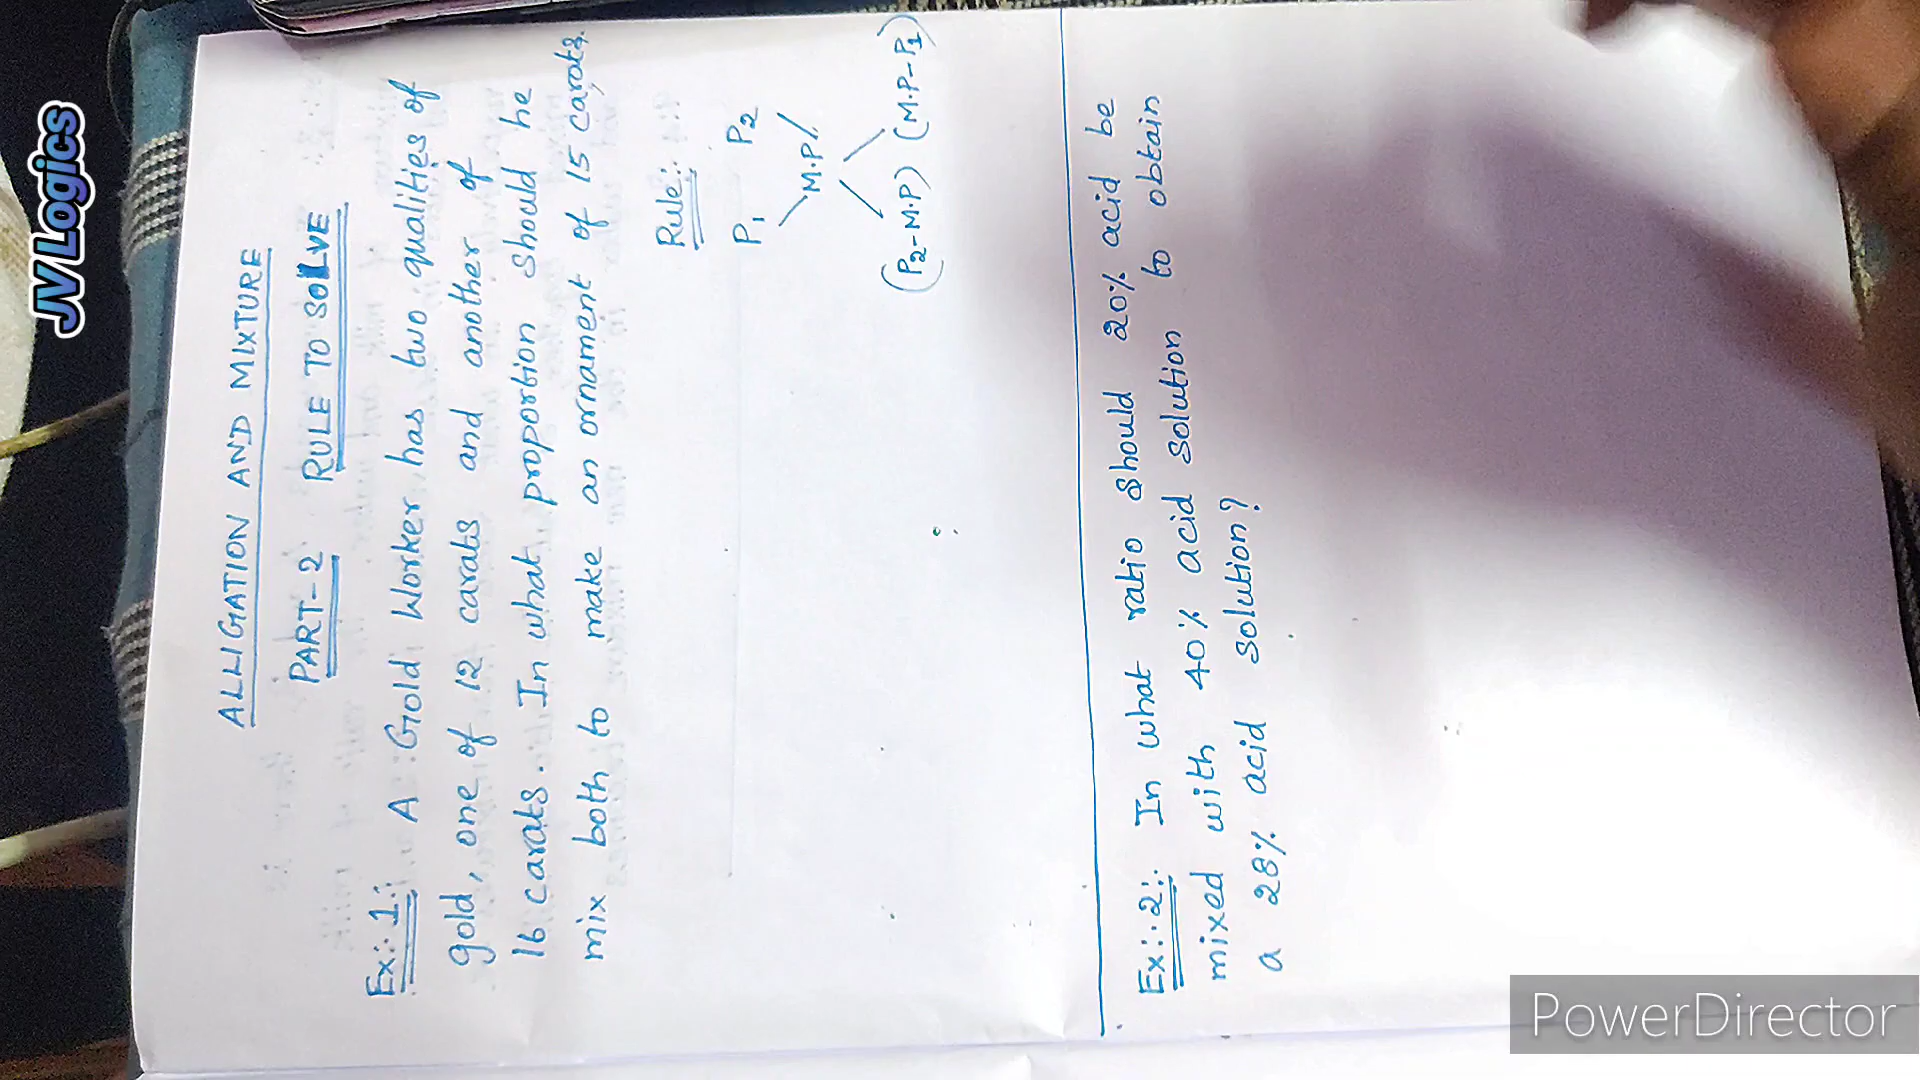 JV Logics
ALLIGATION AND MIXTURE
PART-2 RULE TO SOLVE
Ex:-1:- A Gold Worker has two qualities of
gold, one of 12 carats and another of
16 carats. In what proportion should he
mix both to make an ornament of 15 carats.
Rule:-
P1 P2
M.P
(P2-M.P) (M.P-P1)
Ex:-2:- In what ratio should 20% acid be
mixed with 40% acid solution to obtain
a 28% acid solution?
PowerDirector